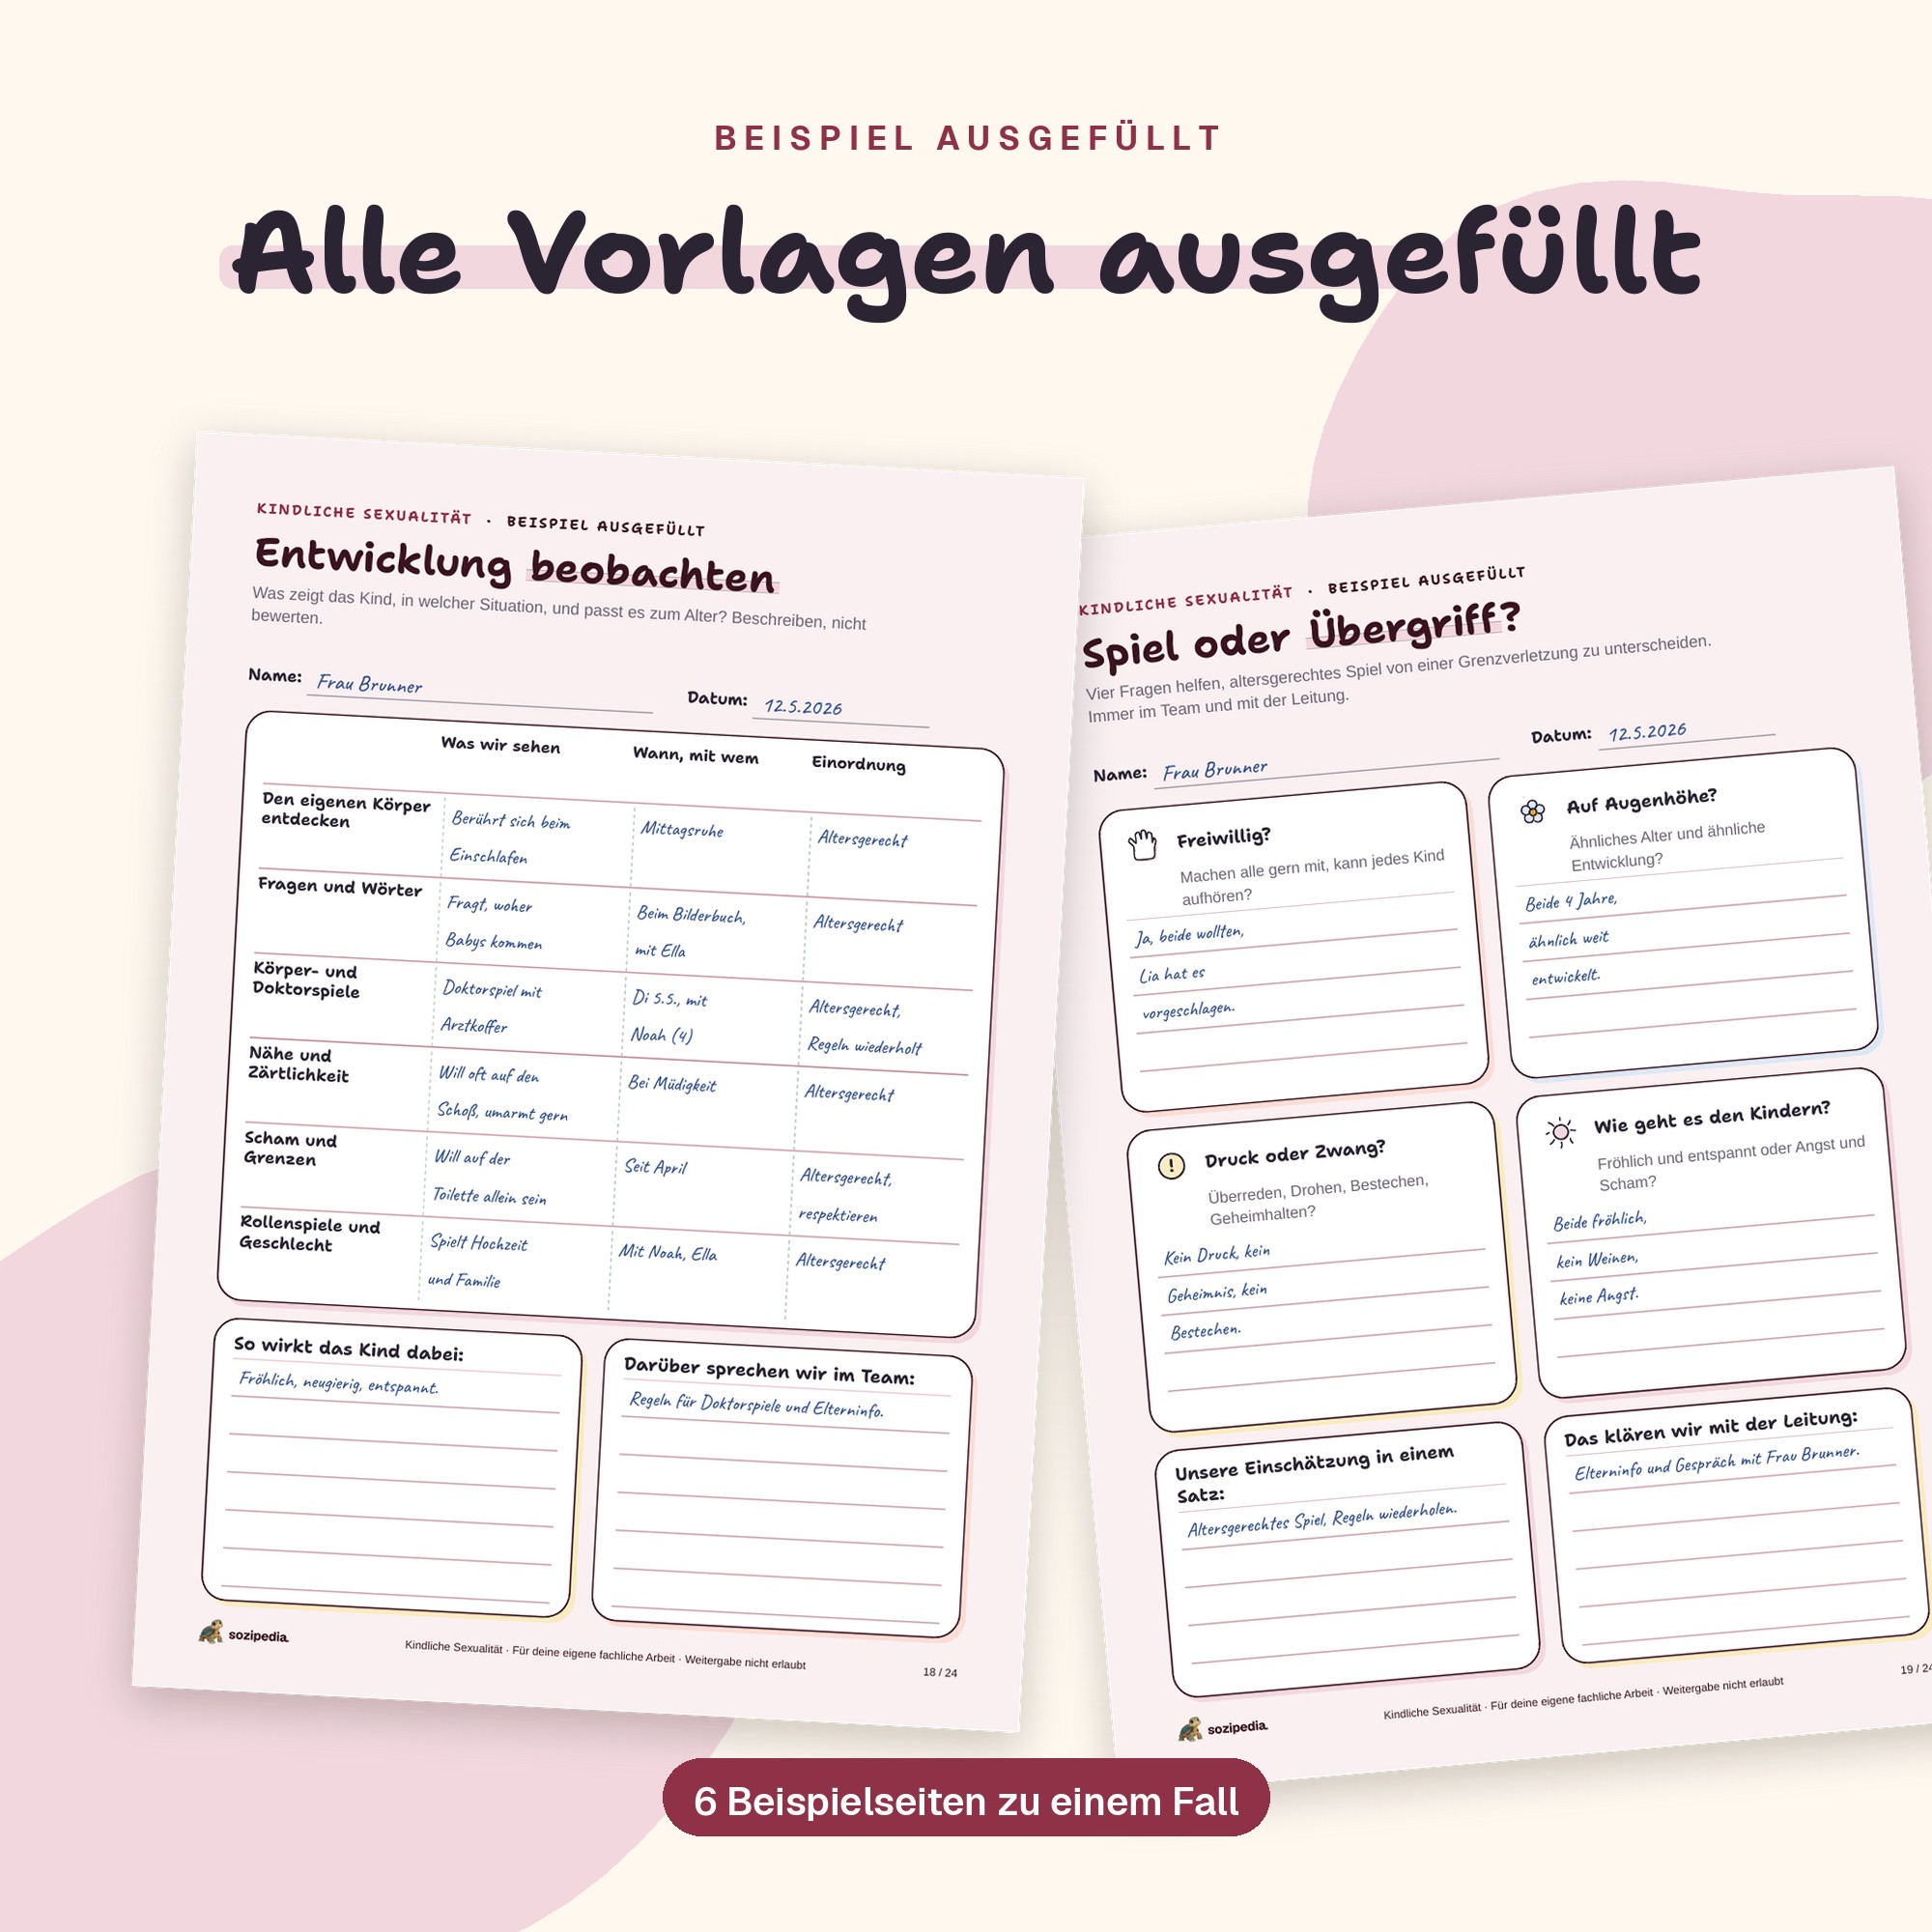 BEISPIEL AUSGEFÜLLT
Alle Vorlagen ausgefüllt
KINDLICHE SEXUALITÄT · BEISPIEL AUSGEFÜLLT
Entwicklung beobachten
Was zeigt das Kind, in welcher Situation, und passt es zum Alter? Beschreiben, nicht
bewerten.
Name: Frau Brunner Datum: 12.5.2026
Was wir sehen Wann, mit wem Einordnung
Den eigenen Körper
entdecken
Berührt sich beim
Einschlafen
Mittagsruhe
Altersgerecht
Fragen und Wörter
Fragt, woher
Babys kommen
Beim Bilderbuch,
mit Ella
Altersgerecht
Körper- und
Doktorspiele
Doktorspiel mit
Arztkoffer
Di 5.5., mit
Noah (4)
Altersgerecht,
Regeln wiederholt
Nähe und
Zärtlichkeit
Will oft auf den
Schoß, umarmt gern
Bei Müdigkeit
Altersgerecht
Scham und
Grenzen
Will auf der
Toilette allein sein
Seit April
Altersgerecht,
respektieren
Rollenspiele und
Geschlecht
Spielt Hochzeit
und Familie
Mit Noah, Ella
Altersgerecht
So wirkt das Kind dabei:
Fröhlich, neugierig, entspannt.
Darüber sprechen wir im Team:
Regeln für Doktorspiele und Elterninfo.
sozipedia.
Kindliche Sexualität · Für deine eigene fachliche Arbeit · Weitergabe nicht erlaubt
18 / 24
KINDLICHE SEXUALITÄT · BEISPIEL AUSGEFÜLLT
Spiel oder Übergriff?
Vier Fragen helfen, altersgerechtes Spiel von einer Grenzverletzung zu unterscheiden.
Immer im Team und mit der Leitung.
Name: Frau Brunner Datum: 12.5.2026
Freiwillig?
Machen alle gern mit, kann jedes Kind
aufhören?
Ja, beide wollten,
Lia hat es
vorgeschlagen.
Auf Augenhöhe?
Ähnliches Alter und ähnliche
Entwicklung?
Beide 4 Jahre,
ähnlich weit
entwickelt.
Druck oder Zwang?
Überreden, Drohen, Bestechen,
Geheimhalten?
Kein Druck, kein
Geheimnis, kein
Bestechen.
Wie geht es den Kindern?
Fröhlich und entspannt oder Angst und
Scham?
Beide fröhlich,
kein Weinen,
keine Angst.
Unsere Einschätzung in einem
Satz:
Altersgerechtes Spiel, Regeln wiederholen.
Das klären wir mit der Leitung:
Elterninfo und Gespräch mit Frau Brunner.
sozipedia.
Kindliche Sexualität · Für deine eigene fachliche Arbeit · Weitergabe nicht erlaubt
19 / 24
6 Beispielseiten zu einem Fall